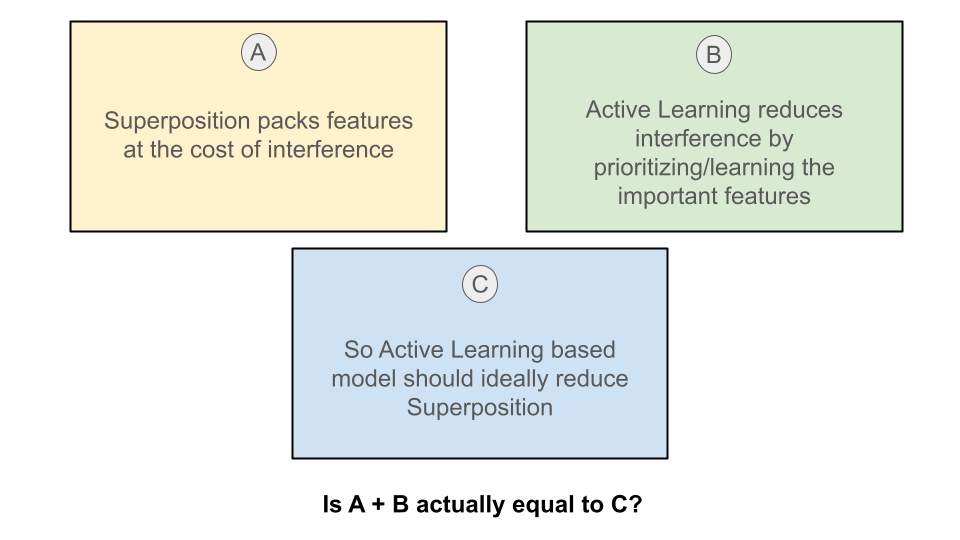 A
Superposition packs features
at the cost of interference
B
Active Learning reduces
interference by
prioritizing/learning the
important features
C
So Active Learning based
model should ideally reduce
Superposition
Is A + B actually equal to C?